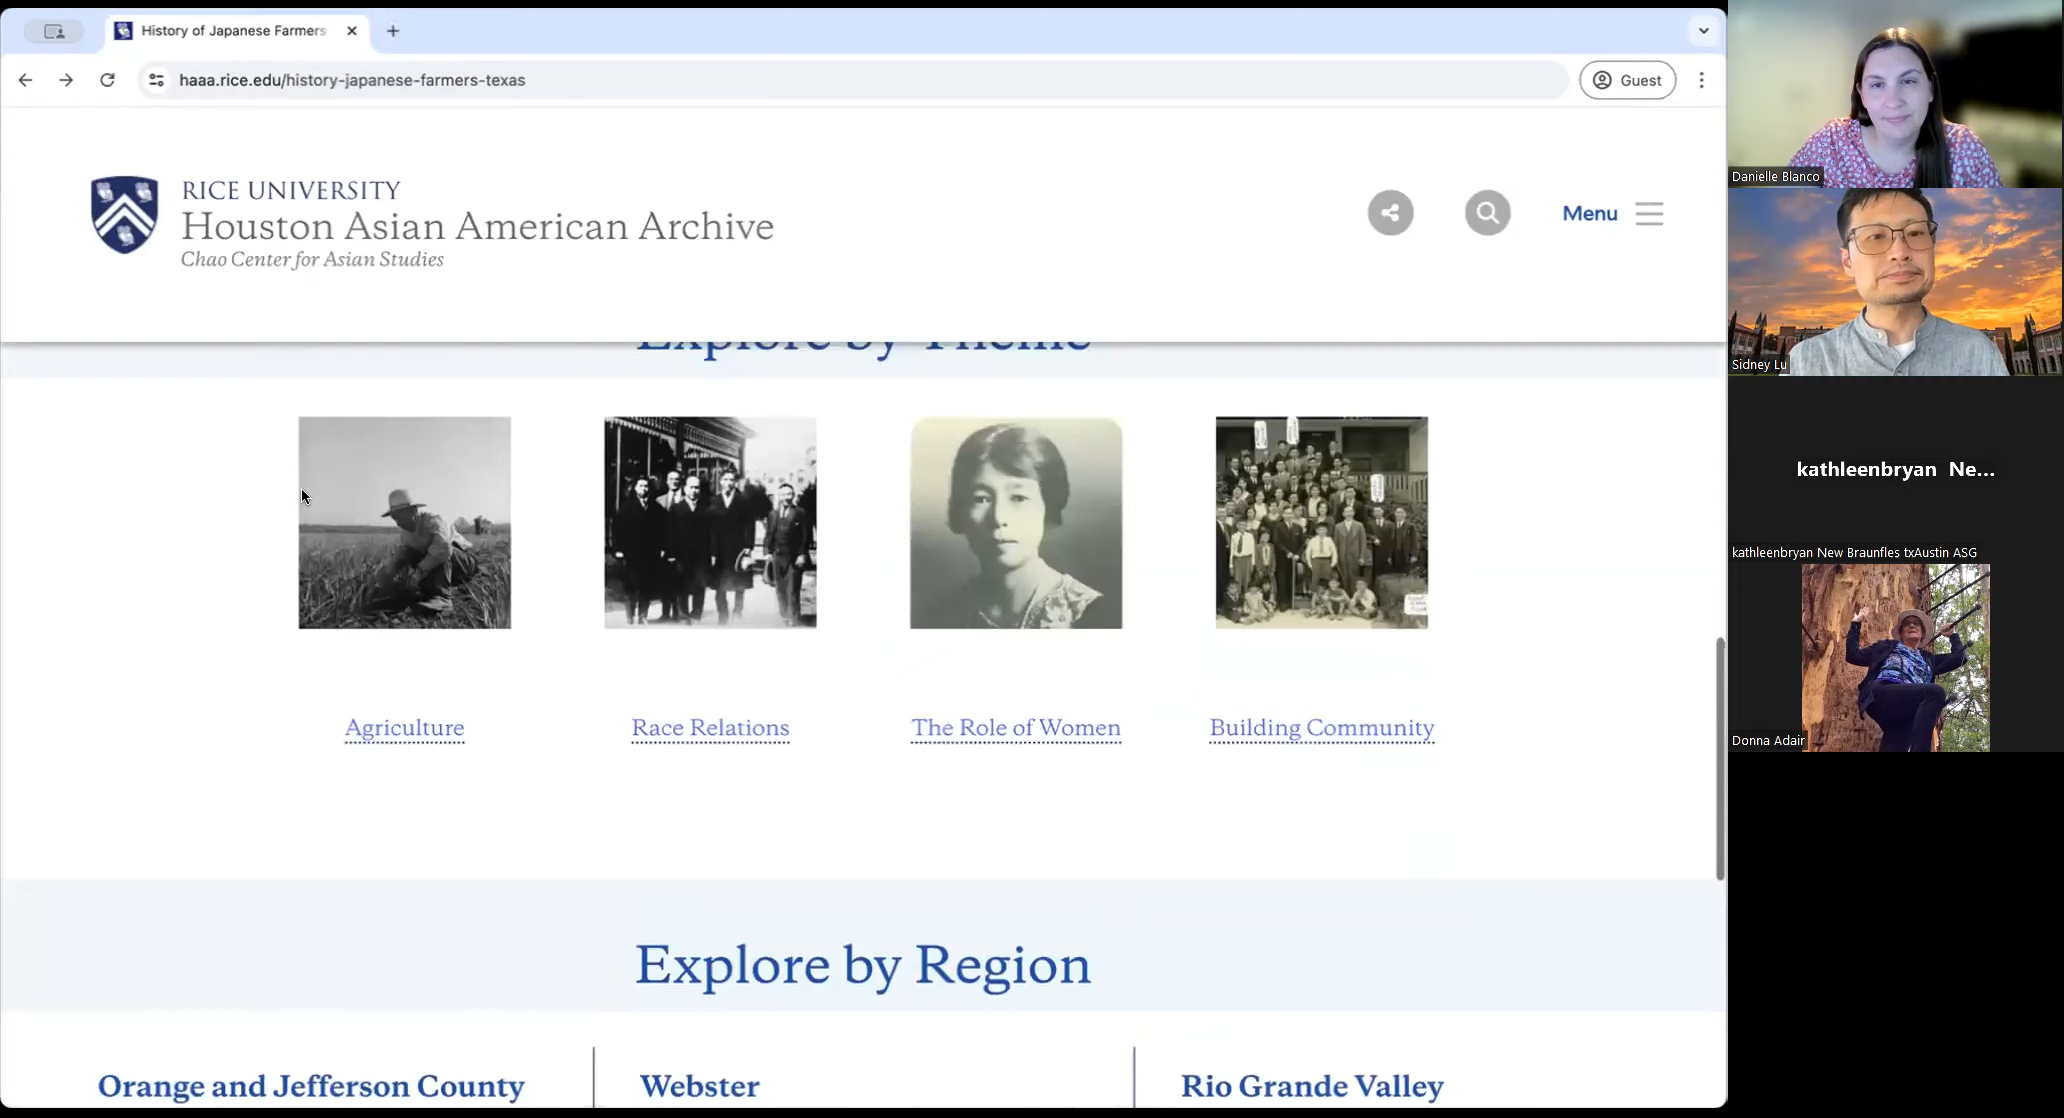 History of Japanese Farmers
haaa.rice.edu/history-japanese-farmers-texas
Guest
RICE UNIVERSITY
Houston Asian American Archive
Chao Center for Asian Studies
Menu
Explore by Theme
Agriculture
Race Relations
The Role of Women
Building Community
Explore by Region
Orange and Jefferson County
Webster
Rio Grande Valley
Danielle Blanco
Sidney Lu
kathleenbryan Ne...
kathleenbryan New Braunfles txAustin ASG
Donna Adair